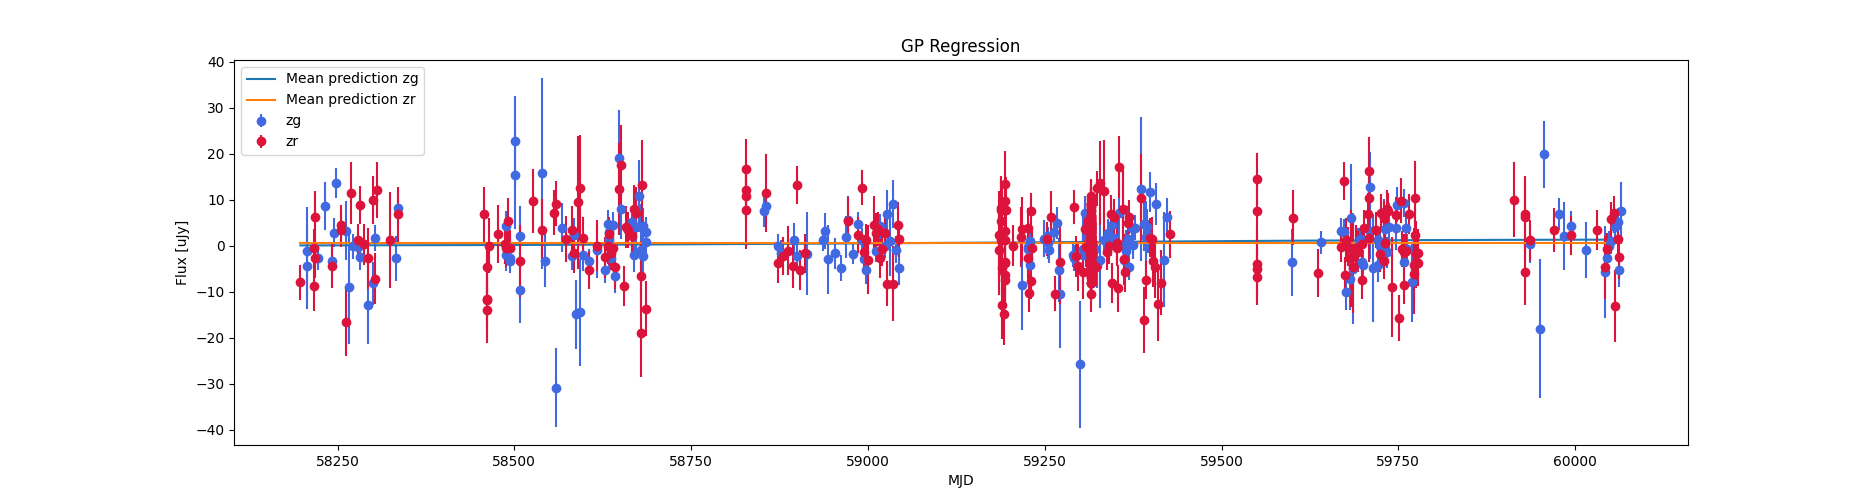 GP Regression
Mean prediction zg
Mean prediction zr
zg
zr
Flux [uJy]
40
30
20
10
0
−10
−20
−30
−40
58250 58500 58750 59000 59250 59500 59750 60000
MJD